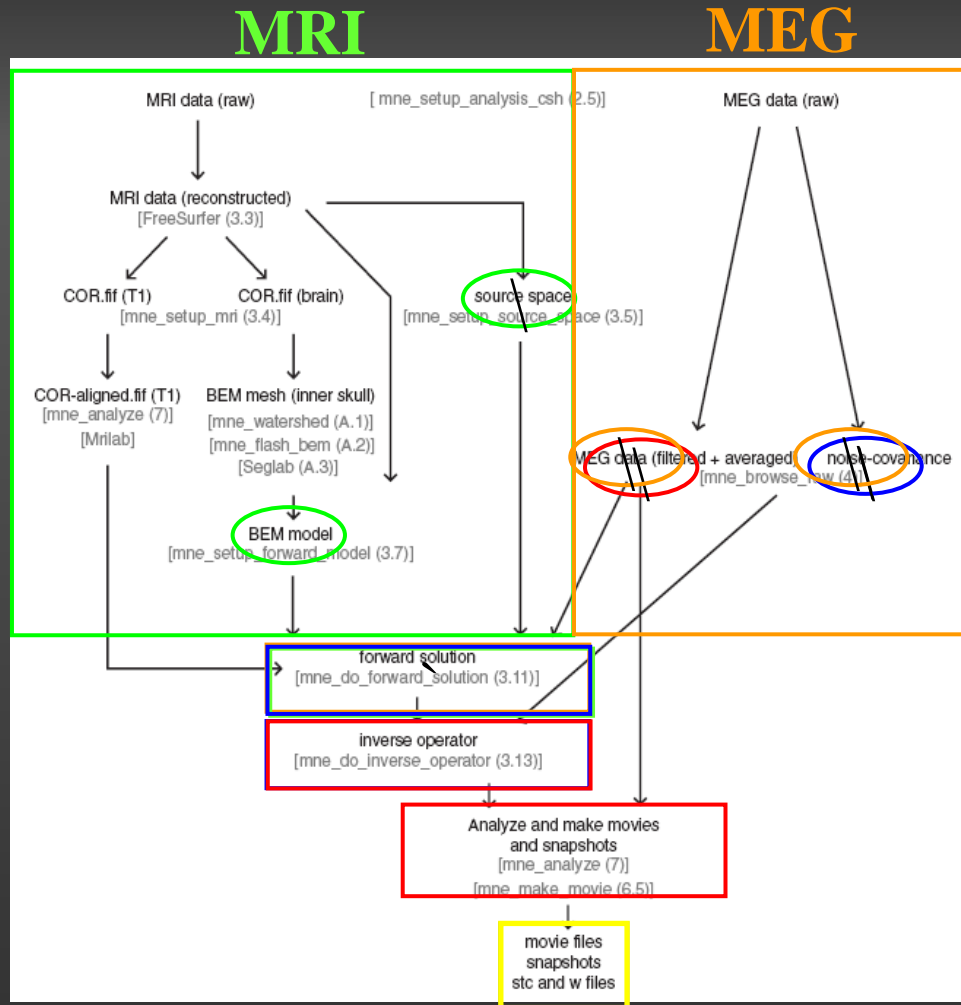 MRI
MEG
MRI data (raw)
[ mne_setup_analysis_csh (2.5)]
MEG data (raw)
MRI data (reconstructed)
[FreeSurfer (3.3)]
COR.fif (T1)
COR.fif (brain)
[mne_setup_mri (3.4)]
source space
[mne_setup_source_space (3.5)]
COR-aligned.fif (T1)
[mne_analyze (7)]
[Mrilab]
BEM mesh (inner skull)
[mne_watershed (A.1)]
[mne_flash_bem (A.2)]
[Seglab (A.3)]
MEG data (filtered + averaged)
noise-covariance
[mne_browse_raw (4)]
BEM model
[mne_setup_forward_model (3.7)]
forward solution
[mne_do_forward_solution (3.11)]
inverse operator
[mne_do_inverse_operator (3.13)]
Analyze and make movies
and snapshots
[mne_analyze (7)]
[mne_make_movie (6.5)]
movie files
snapshots
stc and w files